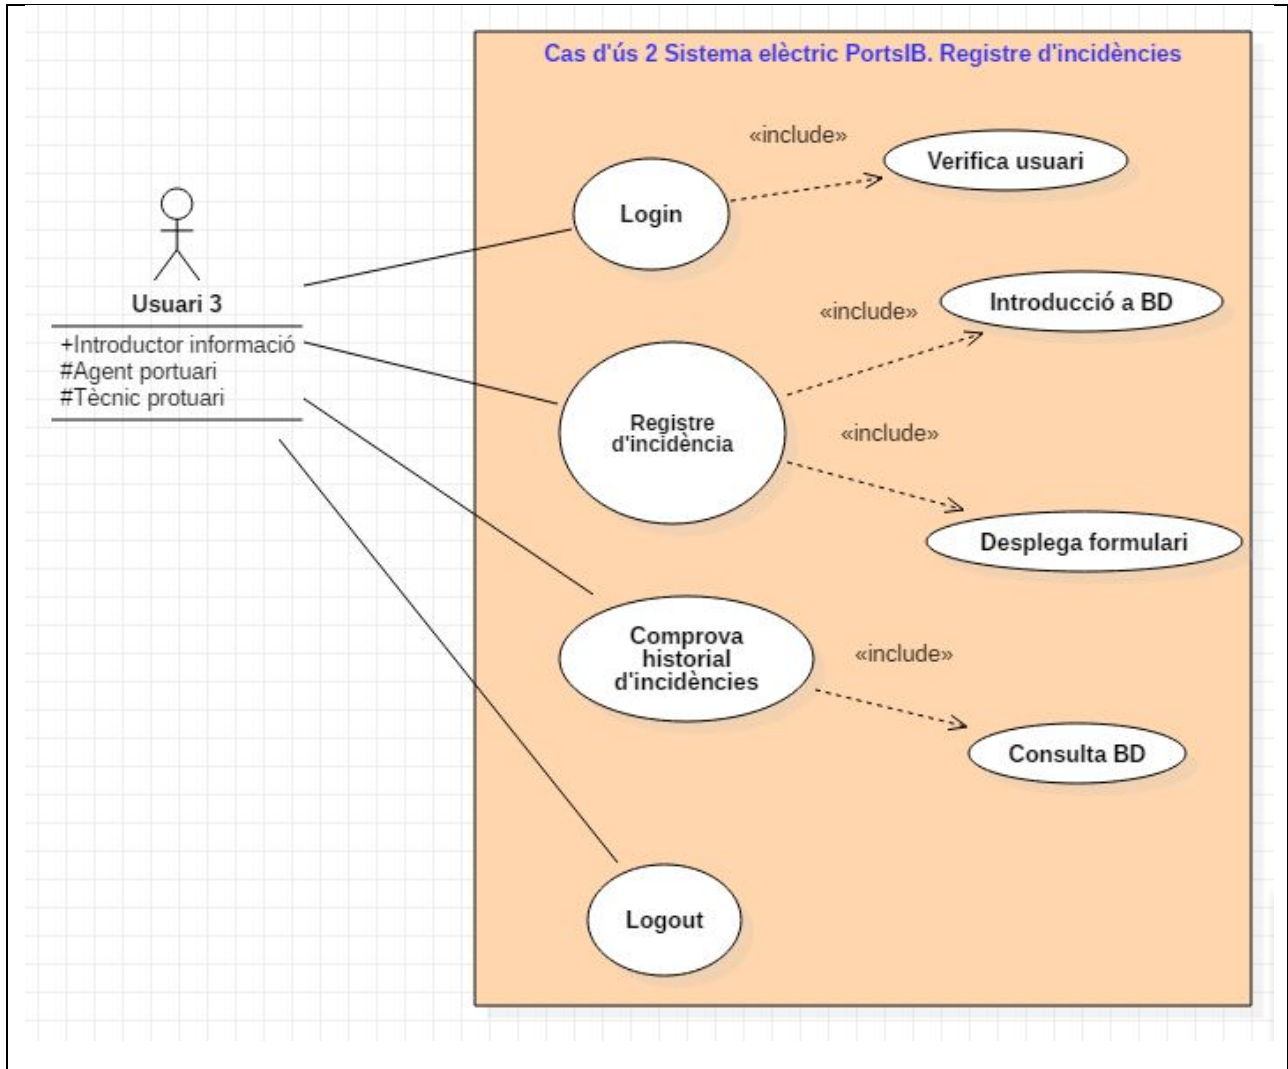 Cas d'ús 2 Sistema elèctric PortsIB. Registre d'incidències
«include»
Verifica usuari
Login
Usuari 3
+Introductor informació
#Agent portuari
#Tècnic protuari
«include»
Introducció a BD
Registre
d'incidència
«include»
Desplega formulari
Comprova
historial
d'incidències
«include»
Consulta BD
Logout